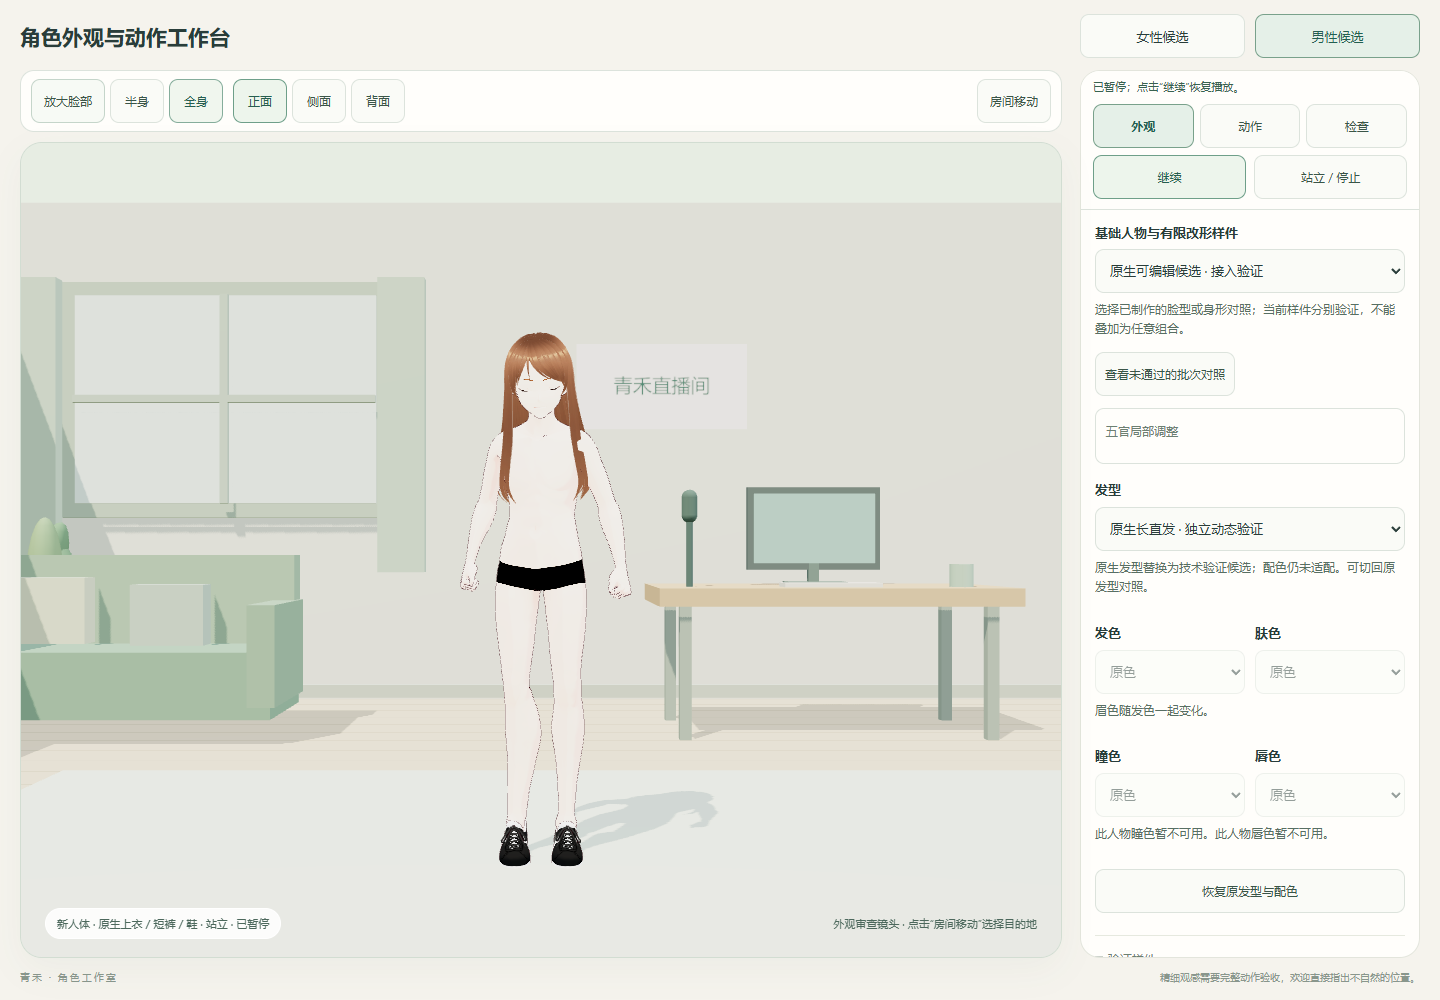 角色外观与动作工作台
女性候选
男性候选
放大脸部
半身
全身
正面
侧面
背面
房间移动
已暂停；点击“继续”恢复播放。
外观
动作
检查
继续
站立 / 停止
基础人物与有限改形样件
原生可编辑候选 · 接入验证
选择已制作的脸型或身形对照；当前样件分别验证，不能
叠加为任意组合。
查看未通过的批次对照
五官局部调整
发型
原生长直发 · 独立动态验证
原生发型替换为技术验证候选；配色仍未适配。可切回原
发型对照。
发色
肤色
原色
原色
眉色随发色一起变化。
瞳色
唇色
原色
原色
此人物瞳色暂不可用。此人物唇色暂不可用。
恢复原发型与配色
青禾直播间
新人体 · 原生上衣 / 短裤 / 鞋 · 站立 · 已暂停
外观审查镜头 · 点击“房间移动”选择目的地
青禾 · 角色工作室
精细观感需要完整动作验收，欢迎直接指出不自然的位置。